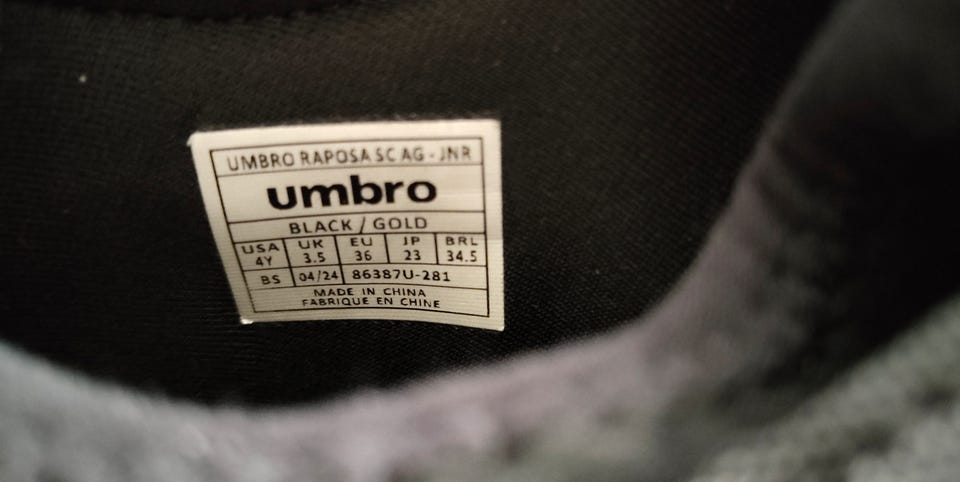 UMBRO RAPOSA SC AG - JNR
umbro
BLACK / GOLD
USA UK EU JP BRL
4Y 3.5 36 23 34.5
BS 04/24 86387U-281
MADE IN CHINA
FABRIQUE EN CHINE